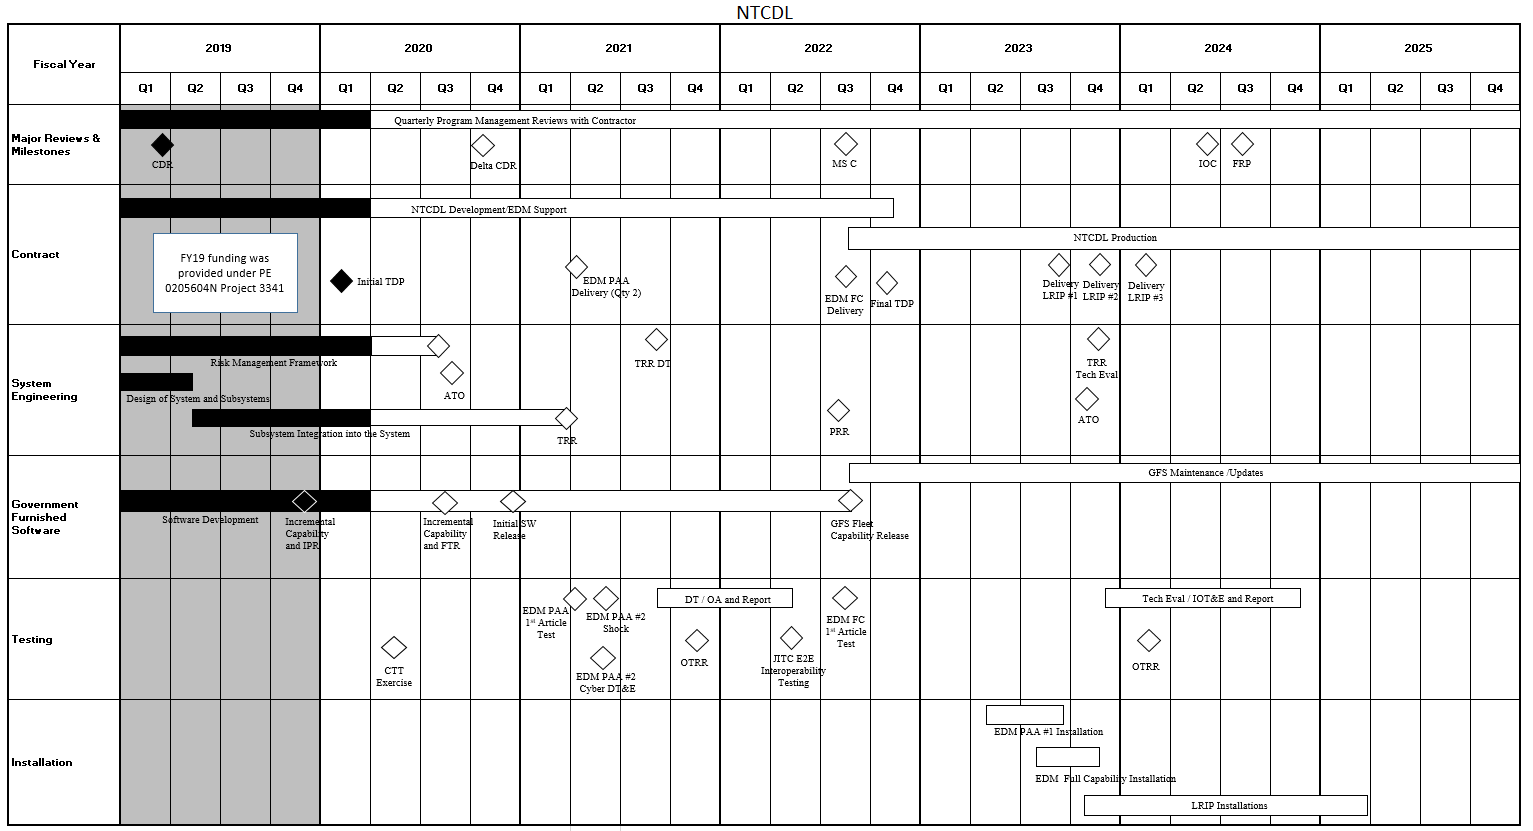 NTCDL
Fiscal Year
2019
2020
2021
2022
2023
2024
2025
Q1 Q2 Q3 Q4 Q1 Q2 Q3 Q4 Q1 Q2 Q3 Q4 Q1 Q2 Q3 Q4 Q1 Q2 Q3 Q4 Q1 Q2 Q3 Q4 Q1 Q2 Q3 Q4
Major Reviews &
Milestones
Quarterly Program Management Reviews with Contractor
CDR
Delta CDR
MS C
IOC
FRP
Contract
NTCDL Development/EDM Support
NTCDL Production
FY19 funding was
provided under PE
0205604N Project 3341
Initial TDP
EDM PAA
Delivery (Qty 2)
EDM FC
Delivery
Final TDP
Delivery
LRIP #1
Delivery
LRIP #2
Delivery
LRIP #3
System
Engineering
Risk Management Framework
ATO
Design of System and Subsystems
Subsystem Integration into the System
TRR
TRR DT
PRR
TRR
Tech Eval
ATO
Government
Furnished
Software
GFS Maintenance /Updates
Software Development
Incremental
Capability
and IPR
Incremental
Capability
and FTR
Initial SW
Release
GFS Fleet
Capability Release
Testing
CTT
Exercise
EDM PAA
1st Article
Test
EDM PAA #2
Shock
EDM PAA #2
Cyber DT&E
DT / OA and Report
OTRR
JITC E2E
Interoperability
Testing
EDM FC
1st Article
Test
Tech Eval / IOT&E and Report
OTRR
Installation
EDM PAA #1 Installation
EDM Full Capability Installation
LRIP Installations